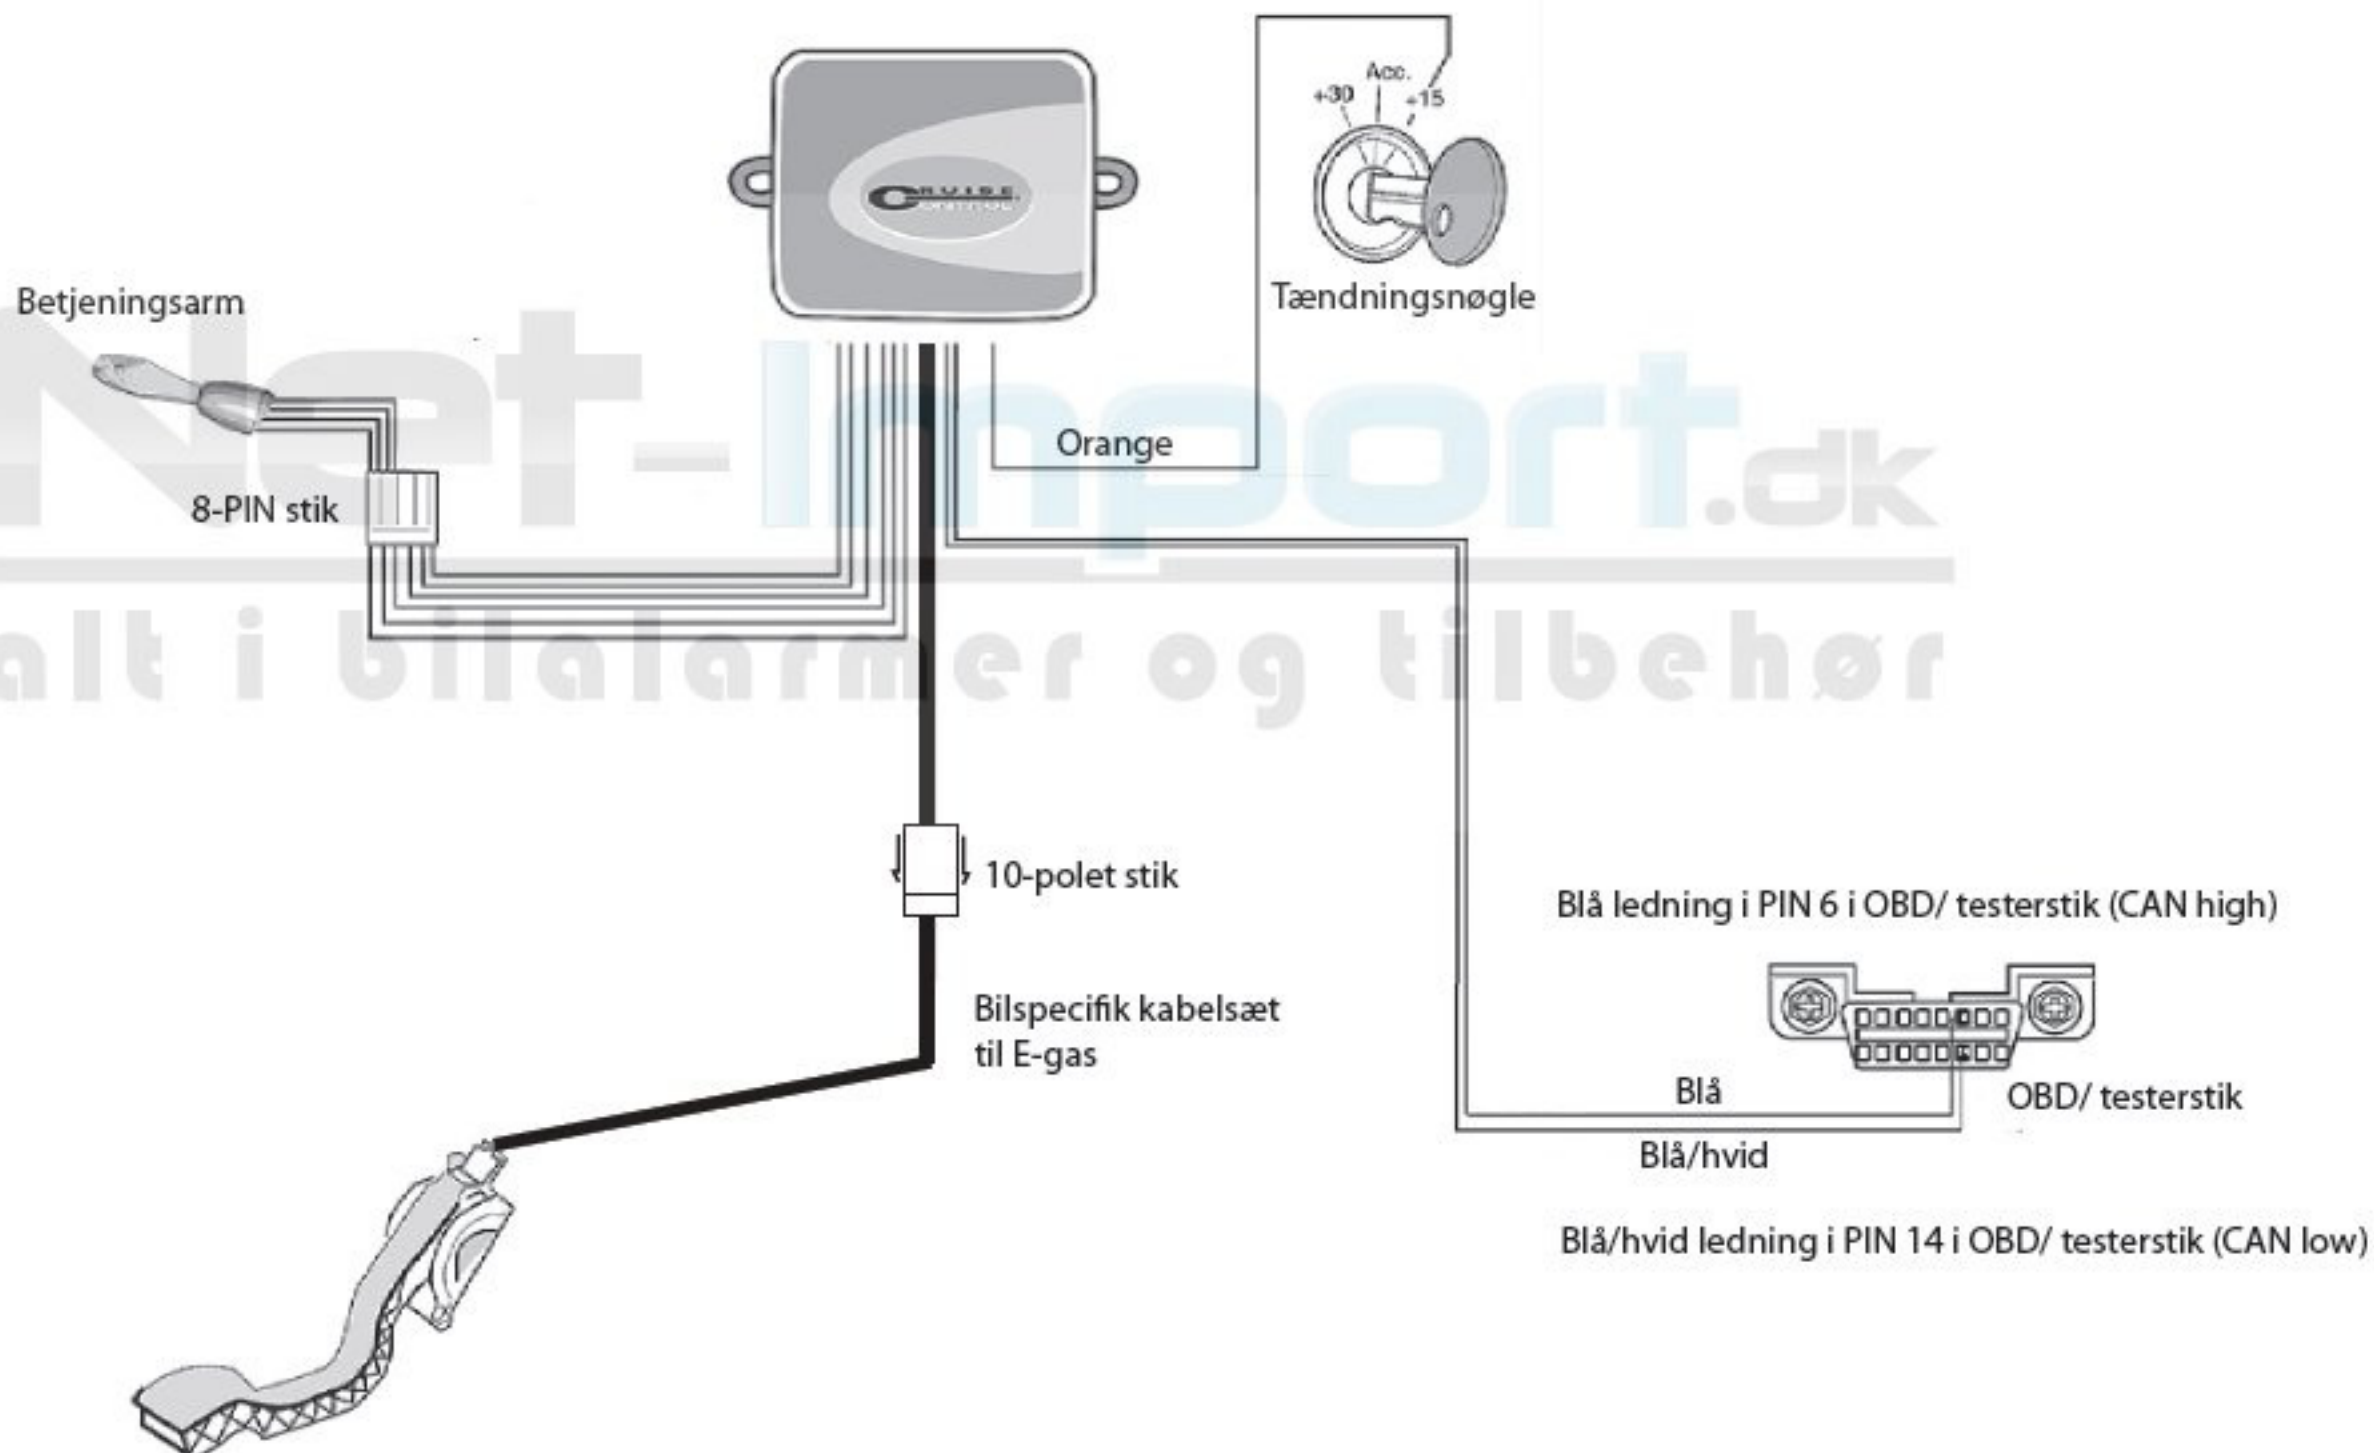 Acc.
+30
+15
CRUISE
CONTROL
Tændningsnøgle
Betjeningsarm
Net-Import.dk
Orange
8-PIN stik
alt i bilalarmer og tilbehør
10-polet stik
Blå ledning i PIN 6 i OBD/ testerstik (CAN high)
Bilspecifik kabelsæt
til E-gas
Blå
OBD/ testerstik
Blå/hvid
Blå/hvid ledning i PIN 14 i OBD/ testerstik (CAN low)